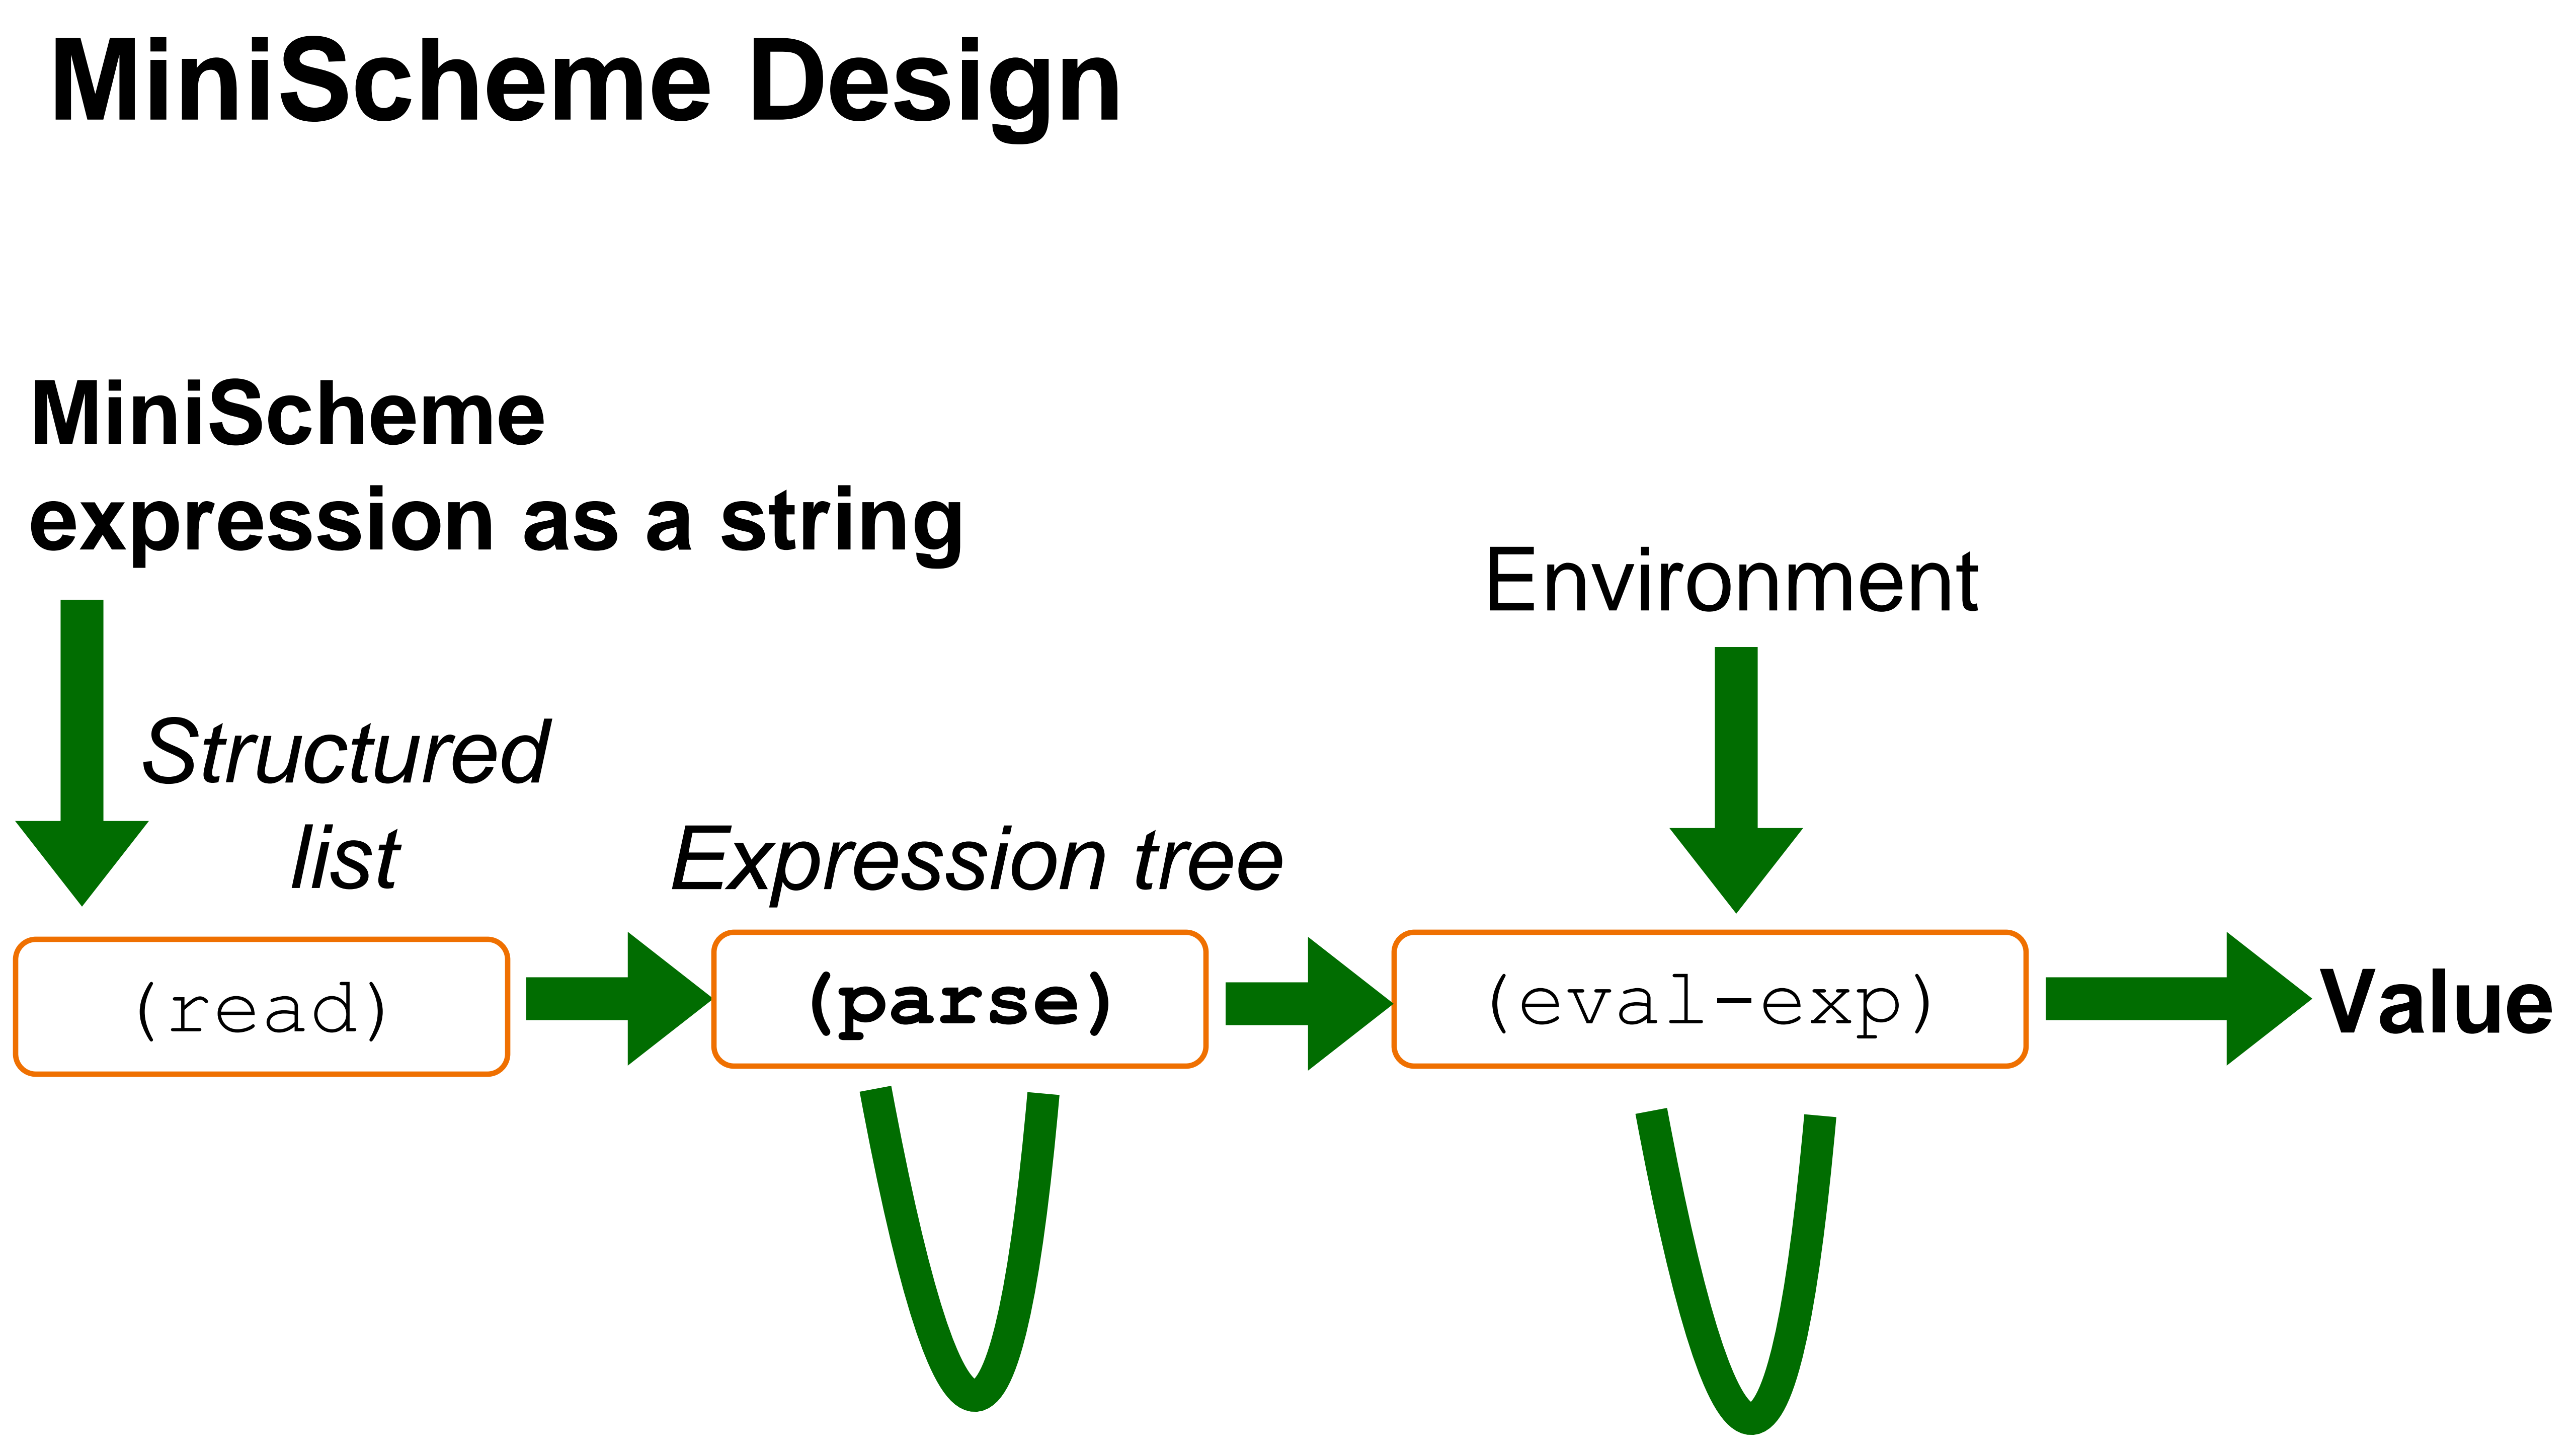 MiniScheme Design
MiniScheme
expression as a string
Environment
Structured
list
Expression tree
(read)
(parse)
(eval-exp)
Value